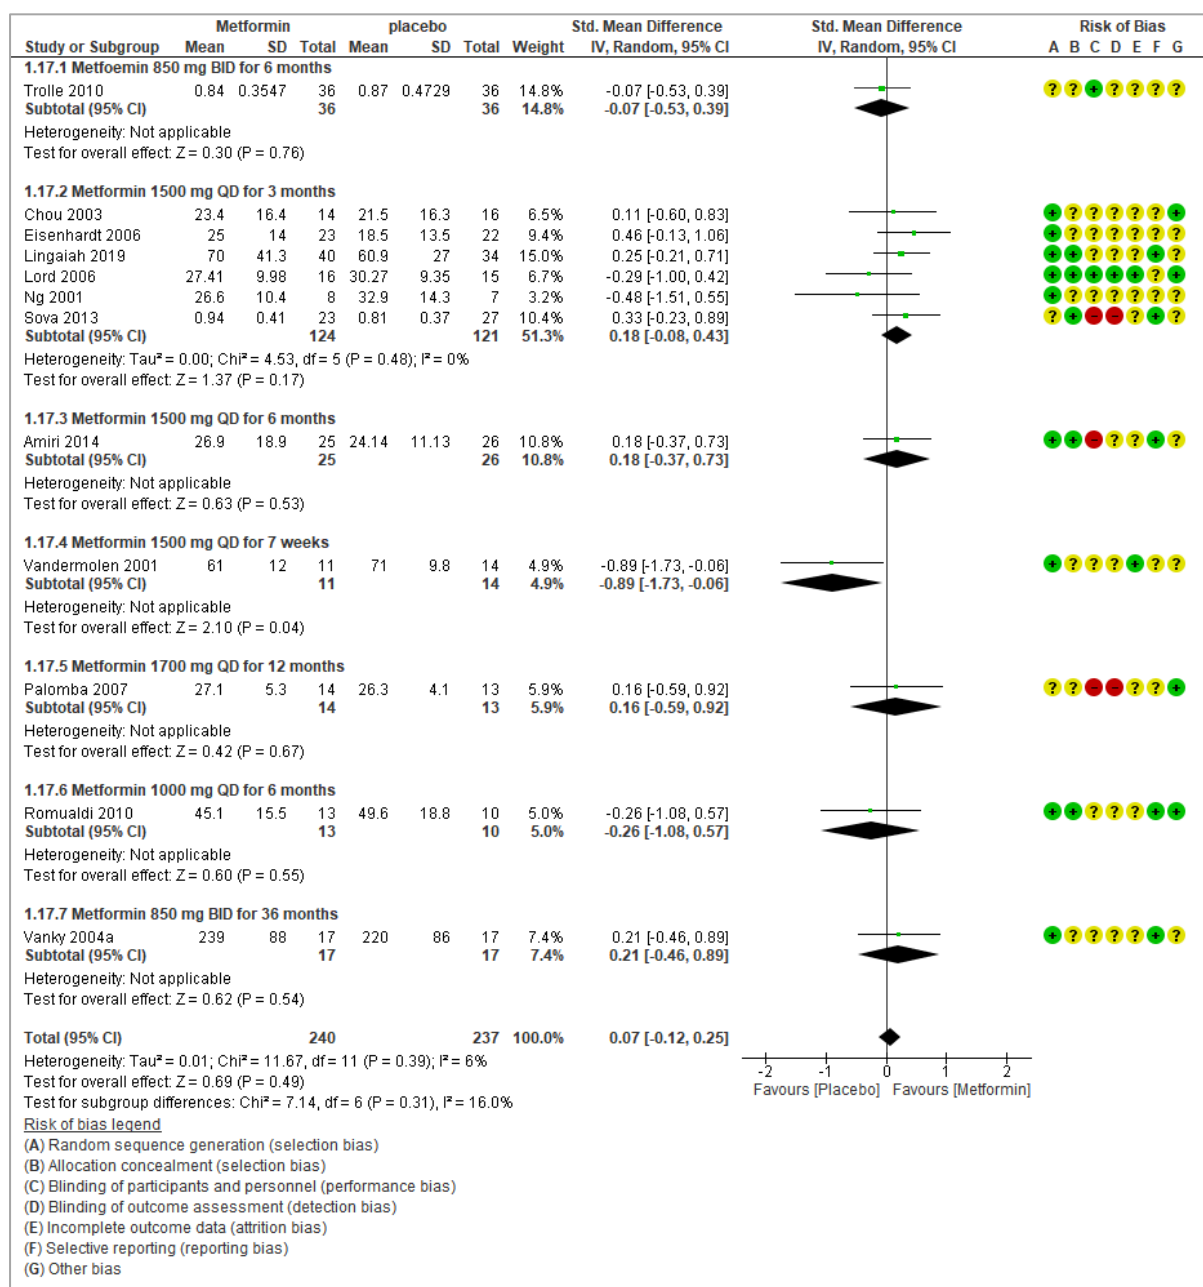 Metformin placebo Std. Mean Difference Std. Mean Difference Risk of Bias
Study or Subgroup Mean SD Total Mean SD Total Weight IV, Random, 95% CI IV, Random, 95% CI A B C D E F G
1.17.1 Metfoemin 850 mg BID for 6 months
Trolle 2010 0.84 0.3547 36 0.87 0.4729 36 14.8% -0.07 [-0.53, 0.39] ? ? + ? ? ? ?
Subtotal (95% CI) 36 36 14.8% -0.07 [-0.53, 0.39]
Heterogeneity: Not applicable
Test for overall effect: Z = 0.30 (P = 0.76)
1.17.2 Metformin 1500 mg QD for 3 months
Chou 2003 23.4 16.4 14 21.5 16.3 16 6.5% 0.11 [-0.60, 0.83] + ? ? ? ? ? +
Eisenhardt 2006 25 14 23 18.5 13.5 22 9.4% 0.46 [-0.13, 1.06] + ? ? ? ? ? ?
Lingaiah 2019 70 41.3 40 60.9 27 34 15.0% 0.25 [-0.21, 0.71] + + ? ? ? + ?
Lord 2006 27.41 9.98 16 30.27 9.35 15 6.7% -0.29 [-1.00, 0.42] + + + + + ? +
Ng 2001 26.6 10.4 8 32.9 14.3 7 3.2% -0.48 [-1.51, 0.55] + ? ? ? ? ? ?
Sova 2013 0.94 0.41 23 0.81 0.37 27 10.4% 0.33 [-0.23, 0.89] ? + - - ? + ?
Subtotal (95% CI) 124 121 51.3% 0.18 [-0.08, 0.43]
Heterogeneity: Tau² = 0.00; Chi² = 4.53, df = 5 (P = 0.48); I² = 0%
Test for overall effect: Z = 1.37 (P = 0.17)
1.17.3 Metformin 1500 mg QD for 6 months
Amiri 2014 26.9 18.9 25 24.14 11.13 26 10.8% 0.18 [-0.37, 0.73] + + - ? ? + ?
Subtotal (95% CI) 25 26 10.8% 0.18 [-0.37, 0.73]
Heterogeneity: Not applicable
Test for overall effect: Z = 0.63 (P = 0.53)
1.17.4 Metformin 1500 mg QD for 7 weeks
Vandermolen 2001 61 12 11 71 9.8 14 4.9% -0.89 [-1.73, -0.06] + ? ? ? + ? ?
Subtotal (95% CI) 11 14 4.9% -0.89 [-1.73, -0.06]
Heterogeneity: Not applicable
Test for overall effect: Z = 2.10 (P = 0.04)
1.17.5 Metformin 1700 mg QD for 12 months
Palomba 2007 27.1 5.3 14 26.3 4.1 13 5.9% 0.16 [-0.59, 0.92] ? ? - - ? ? +
Subtotal (95% CI) 14 13 5.9% 0.16 [-0.59, 0.92]
Heterogeneity: Not applicable
Test for overall effect: Z = 0.42 (P = 0.67)
1.17.6 Metformin 1000 mg QD for 6 months
Romualdi 2010 45.1 15.5 13 49.6 18.8 10 5.0% -0.26 [-1.08, 0.57] + + ? ? ? + +
Subtotal (95% CI) 13 10 5.0% -0.26 [-1.08, 0.57]
Heterogeneity: Not applicable
Test for overall effect: Z = 0.60 (P = 0.55)
1.17.7 Metformin 850 mg BID for 36 months
Vanky 2004a 239 88 17 220 86 17 7.4% 0.21 [-0.46, 0.89] + ? ? ? ? + ?
Subtotal (95% CI) 17 17 7.4% 0.21 [-0.46, 0.89]
Heterogeneity: Not applicable
Test for overall effect: Z = 0.62 (P = 0.54)
Total (95% CI) 240 237 100.0% 0.07 [-0.12, 0.25]
Heterogeneity: Tau² = 0.01; Chi² = 11.67, df = 11 (P = 0.39); I² = 6%
Test for overall effect: Z = 0.69 (P = 0.49)
Test for subgroup differences: Chi² = 7.14, df = 6 (P = 0.31), I² = 16.0%
-2 -1 0 1 2
Favours [Placebo] Favours [Metformin]
Risk of bias legend
(A) Random sequence generation (selection bias)
(B) Allocation concealment (selection bias)
(C) Blinding of participants and personnel (performance bias)
(D) Blinding of outcome assessment (detection bias)
(E) Incomplete outcome data (attrition bias)
(F) Selective reporting (reporting bias)
(G) Other bias